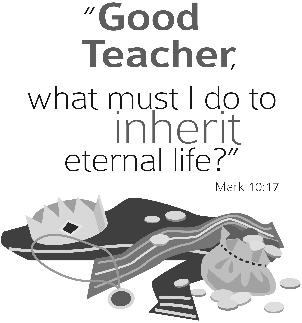 “Good
Teacher,
what must I do to
inherit
eternal life?”
Mark 10:17